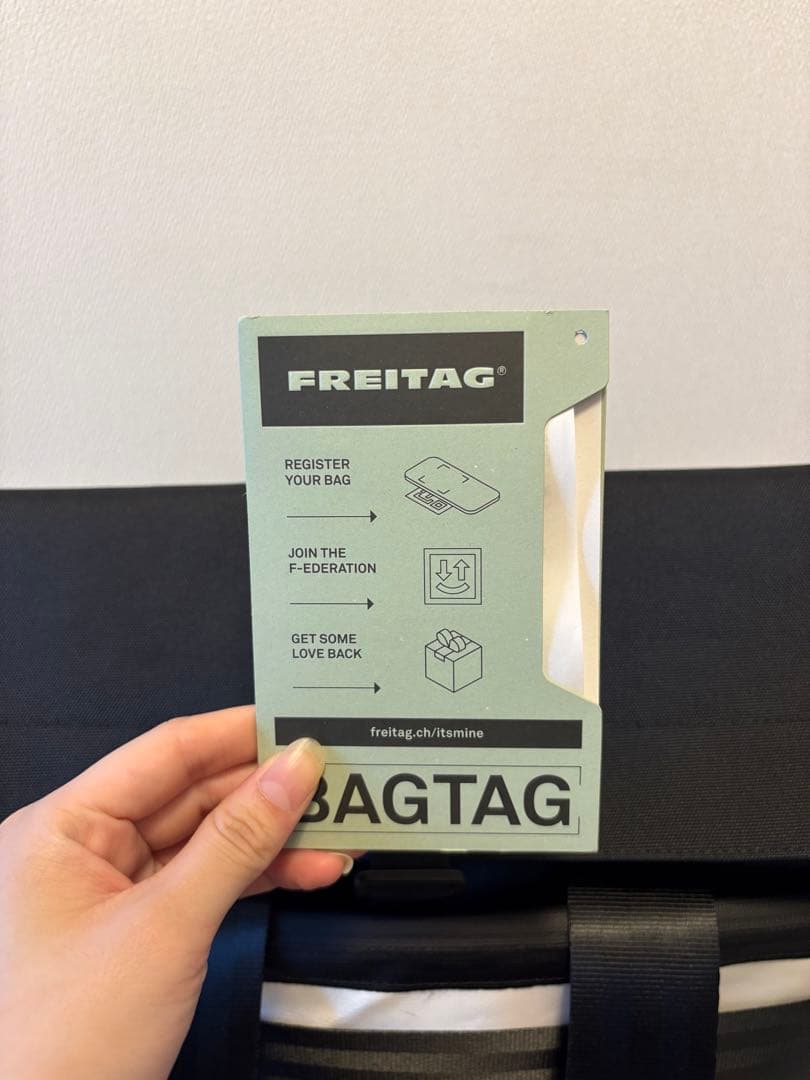 FREITAG®
REGISTER
YOUR BAG
JOIN THE
F-EDERATION
GET SOME
LOVE BACK
freitag.ch/itsmine
BAGTAG